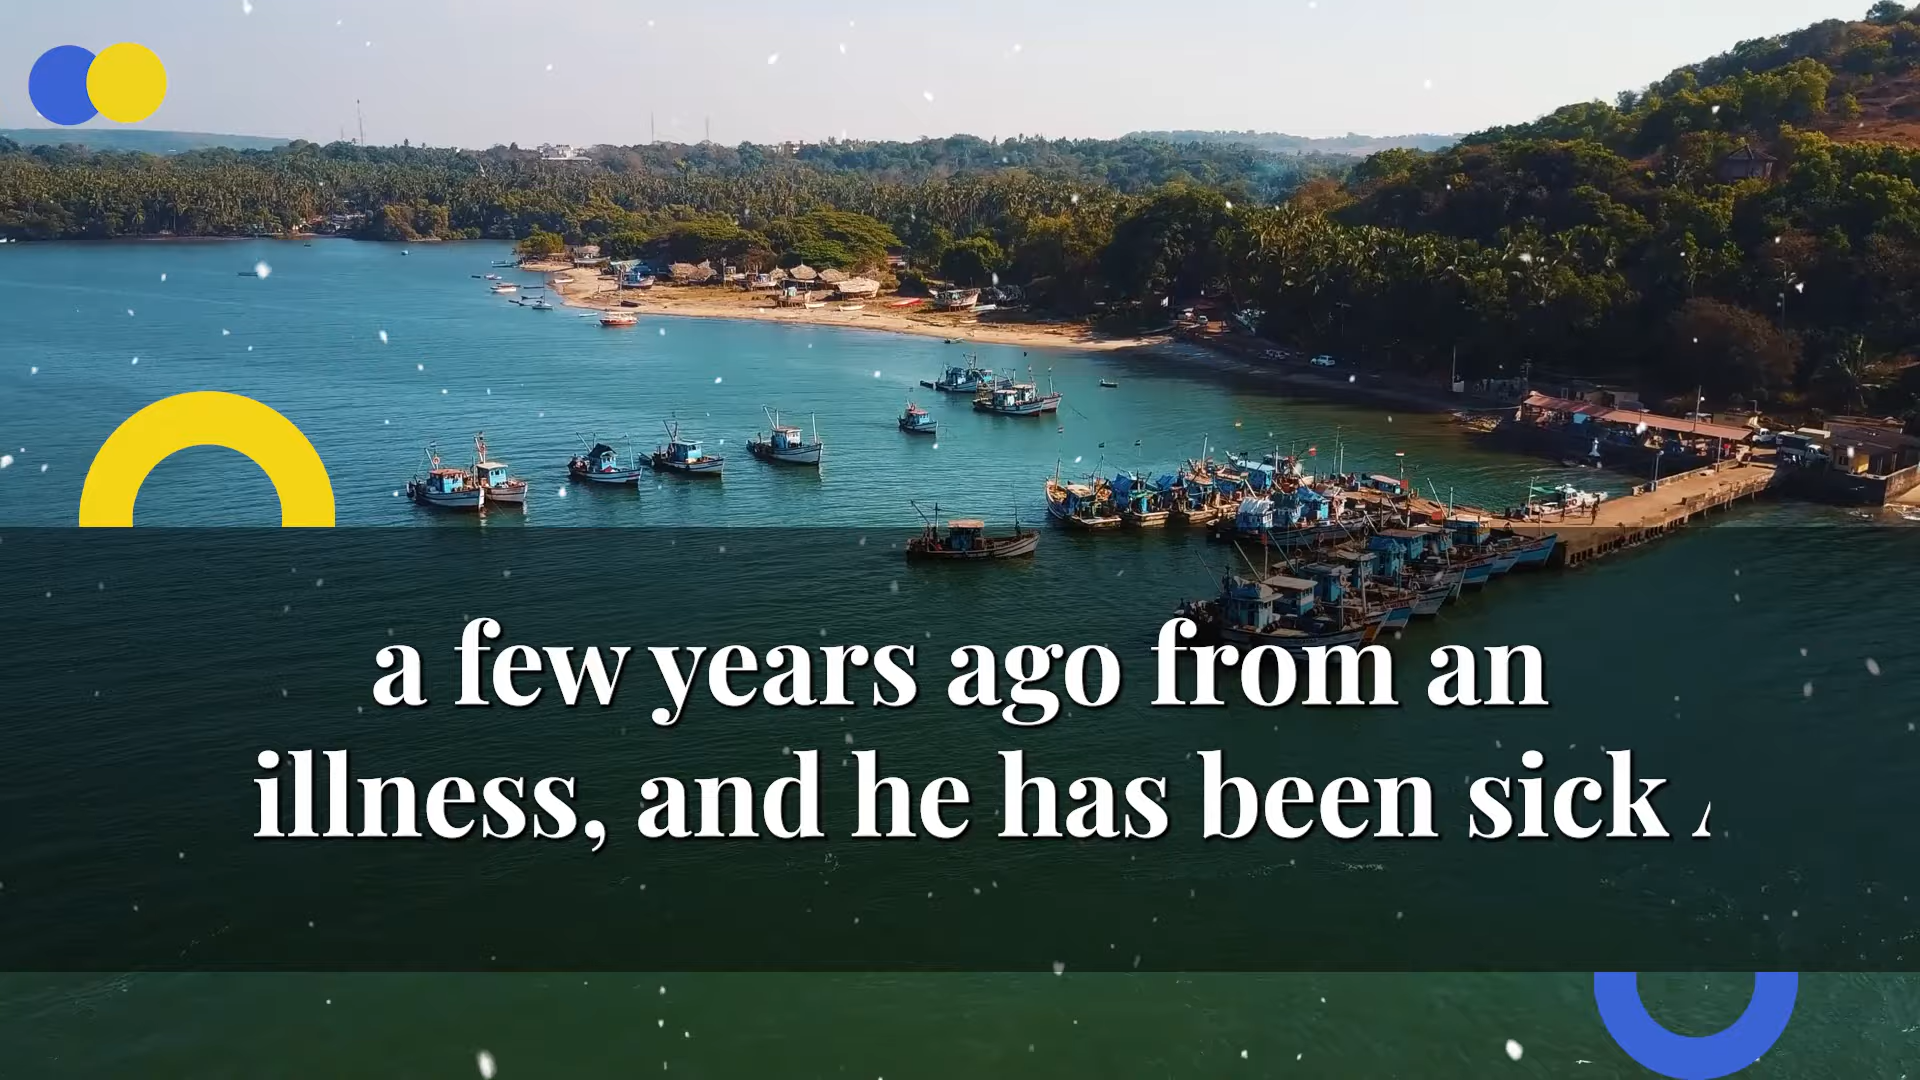 a few years ago from an
illness, and he has been sick